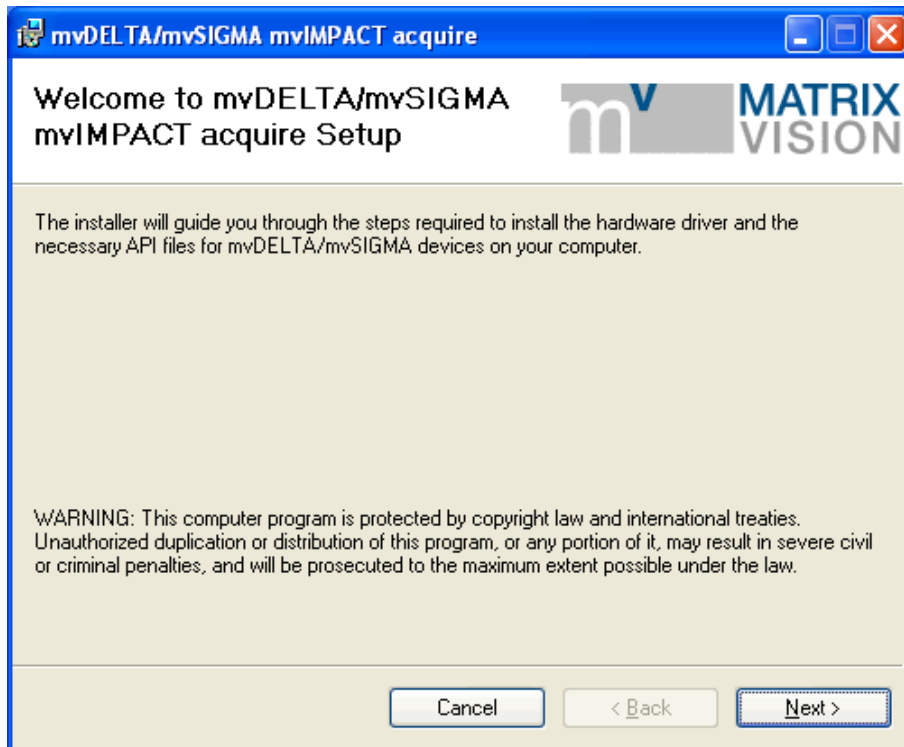 mvDELTA/mvSIGMA mvIMPACT acquire
Welcome to mvDELTA/mvSIGMA
mvIMPACT acquire Setup
mv MATRIX
VISION
The installer will guide you through the steps required to install the hardware driver and the
necessary API files for mvDELTA/mvSIGMA devices on your computer.
WARNING: This computer program is protected by copyright law and international treaties.
Unauthorized duplication or distribution of this program, or any portion of it, may result in severe civil
or criminal penalties, and will be prosecuted to the maximum extent possible under the law.
Cancel
< Back
Next >